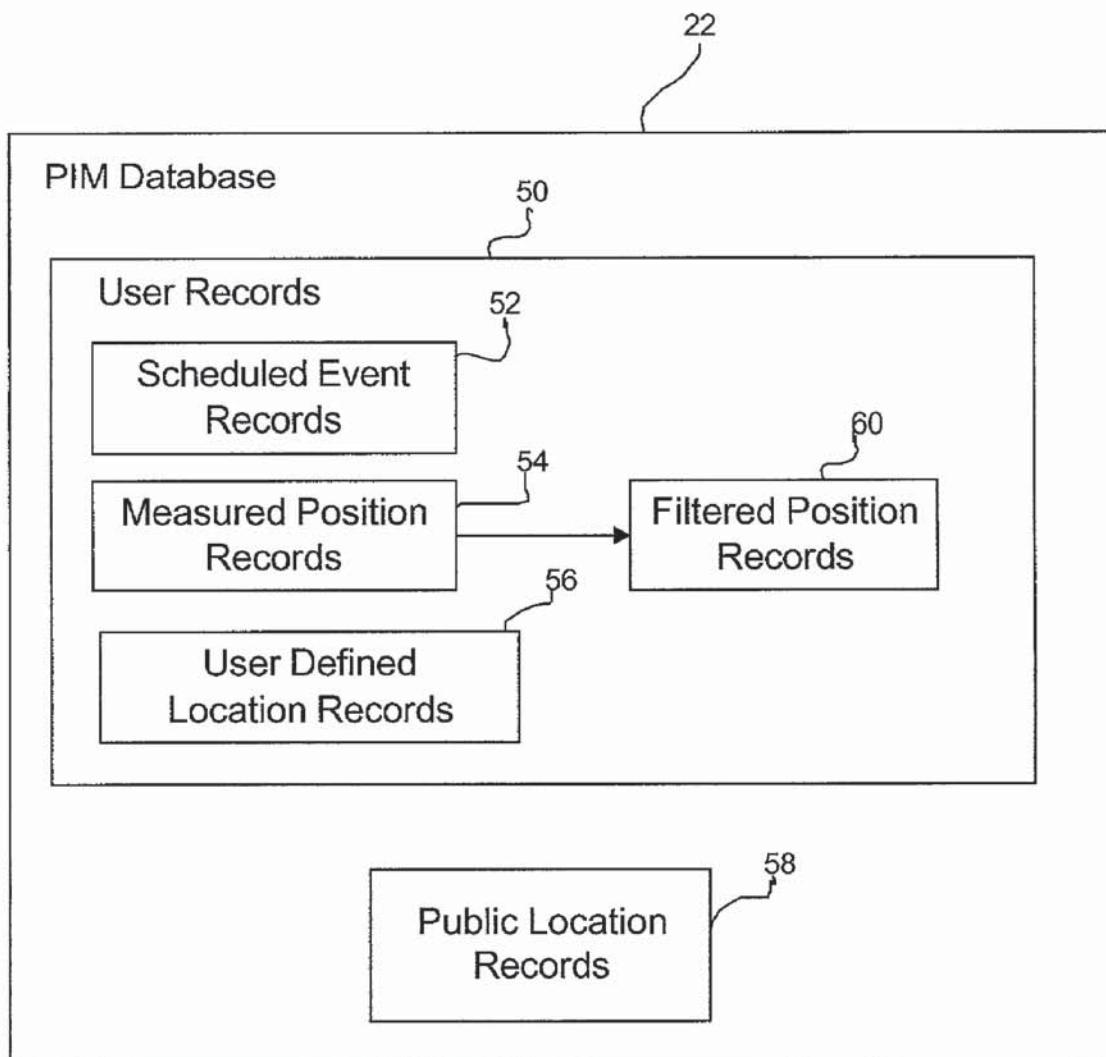 22
PIM Database
50
User Records
52
Scheduled Event
Records
60
54
Measured Position
Records
Filtered Position
Records
56
User Defined
Location Records
58
Public Location
Records